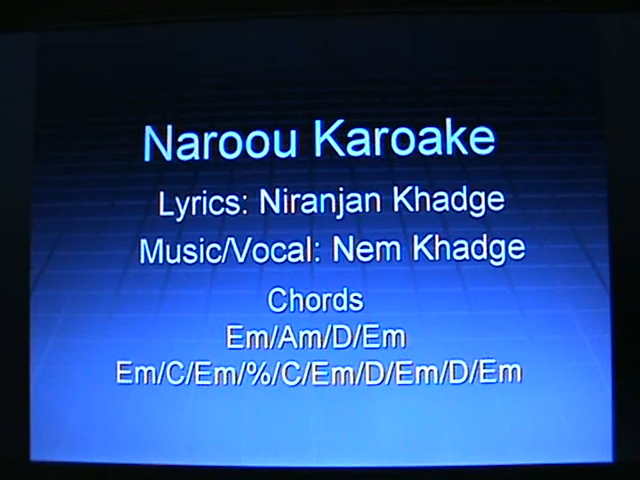 Naroou Karoake
Lyrics: Niranjan Khadge
Music/Vocal: Nem Khadge
Chords
Em/Am/D/Em
Em/C/Em/%/C/Em/D/Em/D/Em